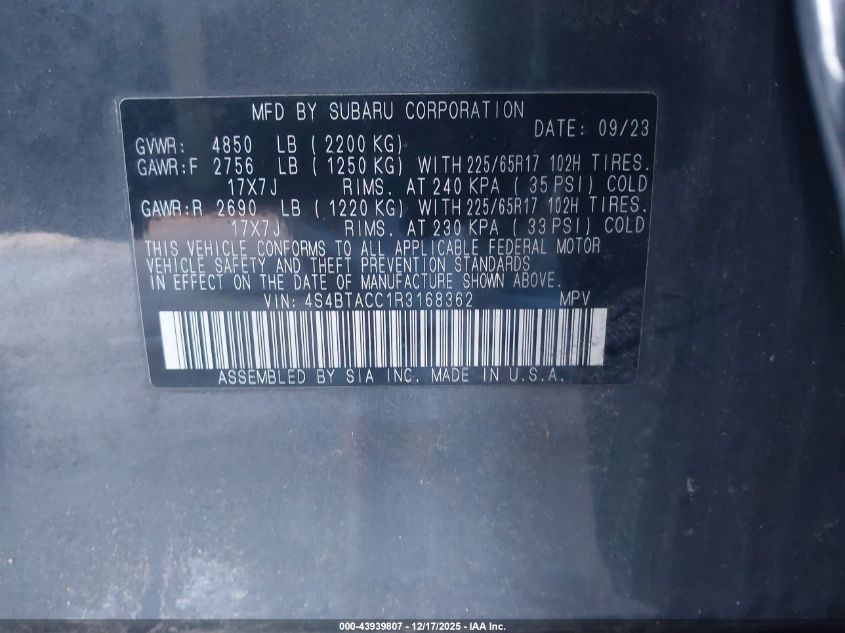 MFD BY SUBARU CORPORATION
DATE: 09/23
GVWR: 4850 LB (2200 KG)
GAWR:F 2756 LB (1250 KG) WITH 225/65R17 102H TIRES.
17X7J RIMS. AT 240 KPA (35 PSI) COLD
GAWR:R 2690 LB (1220 KG) WITH 225/65R17 102H TIRES.
17X7J RIMS. AT 230 KPA (33 PSI) COLD
THIS VEHICLE CONFORMS TO ALL APPLICABLE FEDERAL MOTOR
VEHICLE SAFETY AND THEFT PREVENTION STANDARDS
IN EFFECT ON THE DATE OF MANUFACTURE SHOWN ABOVE.
VIN: 4S4BTACC1R3168362 MPV
ASSEMBLED BY SIA INC. MADE IN U.S.A.
000-43939807 - 12/17/2025 - IAA Inc.